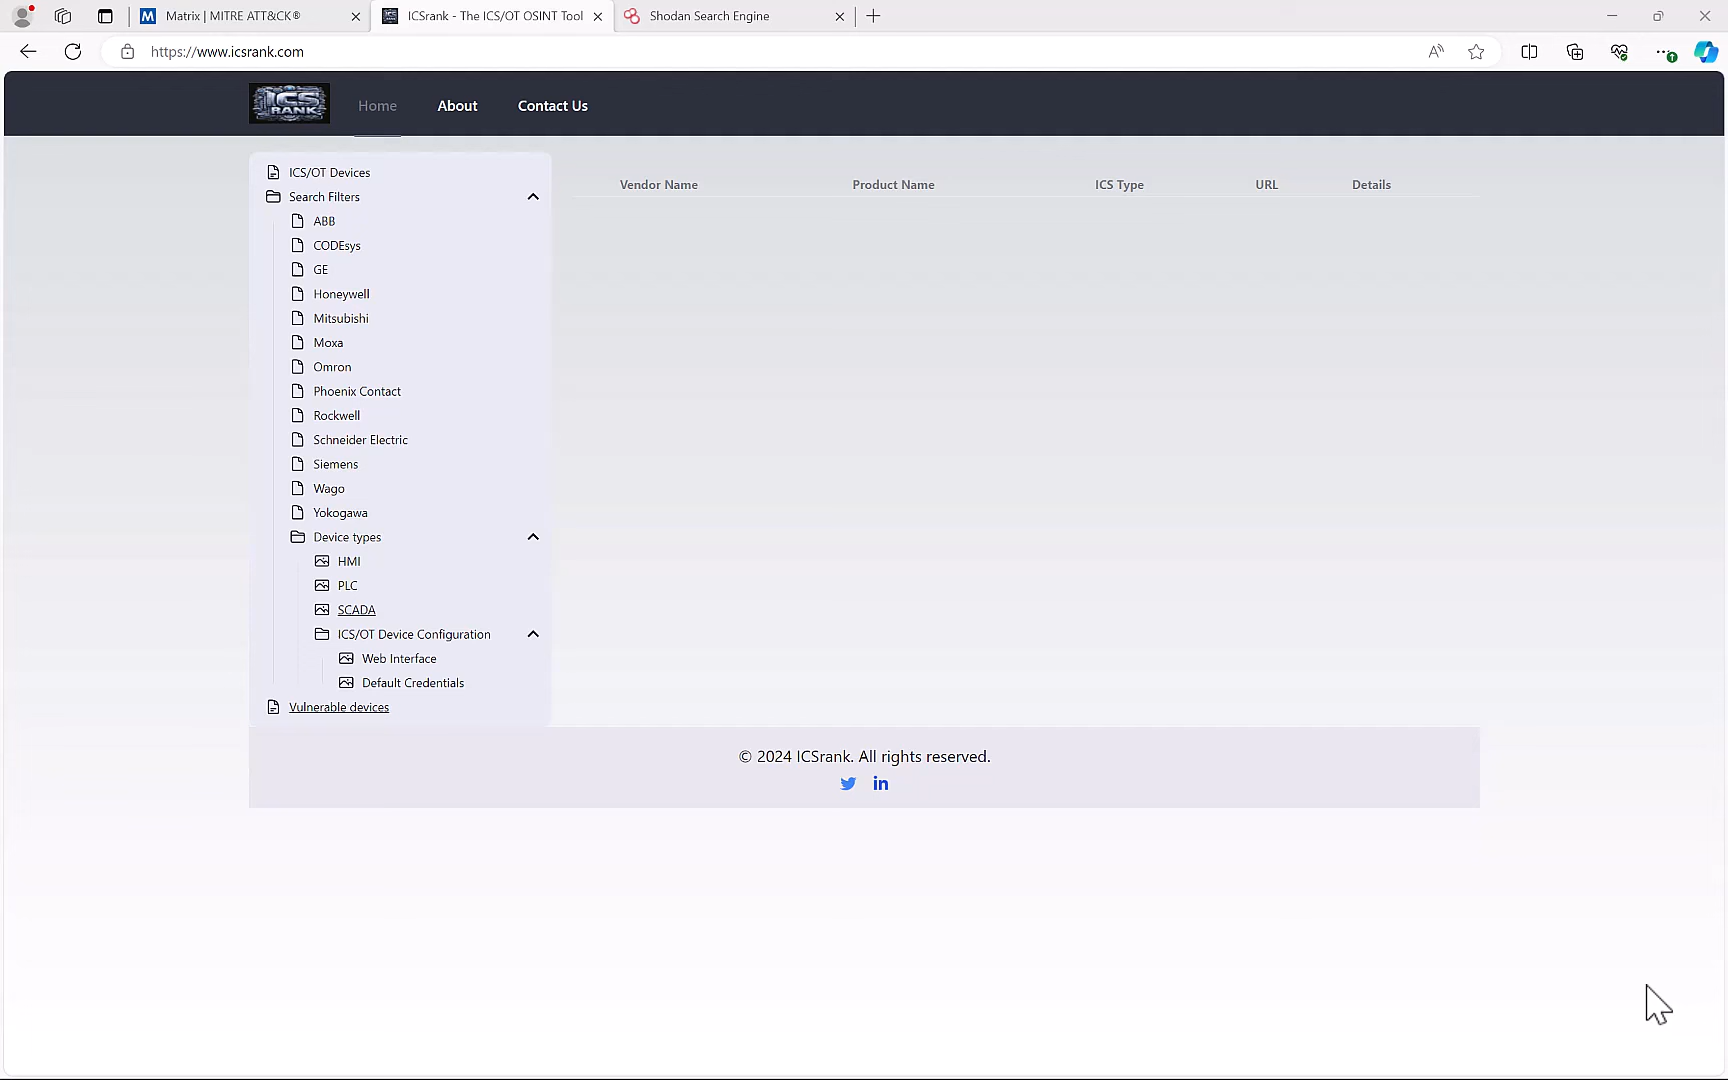 Matrix | MITRE ATT&CK®
ICSrank - The ICS/OT OSINT Tool
Shodan Search Engine
https://www.icsrank.com
ICS RANK
Home
About
Contact Us
ICS/OT Devices
Search Filters
ABB
CODEsys
GE
Honeywell
Mitsubishi
Moxa
Omron
Phoenix Contact
Rockwell
Schneider Electric
Siemens
Wago
Yokogawa
Device types
HMI
PLC
SCADA
ICS/OT Device Configuration
Web Interface
Default Credentials
Vulnerable devices
Vendor Name
Product Name
ICS Type
URL
Details
© 2024 ICSrank. All rights reserved.